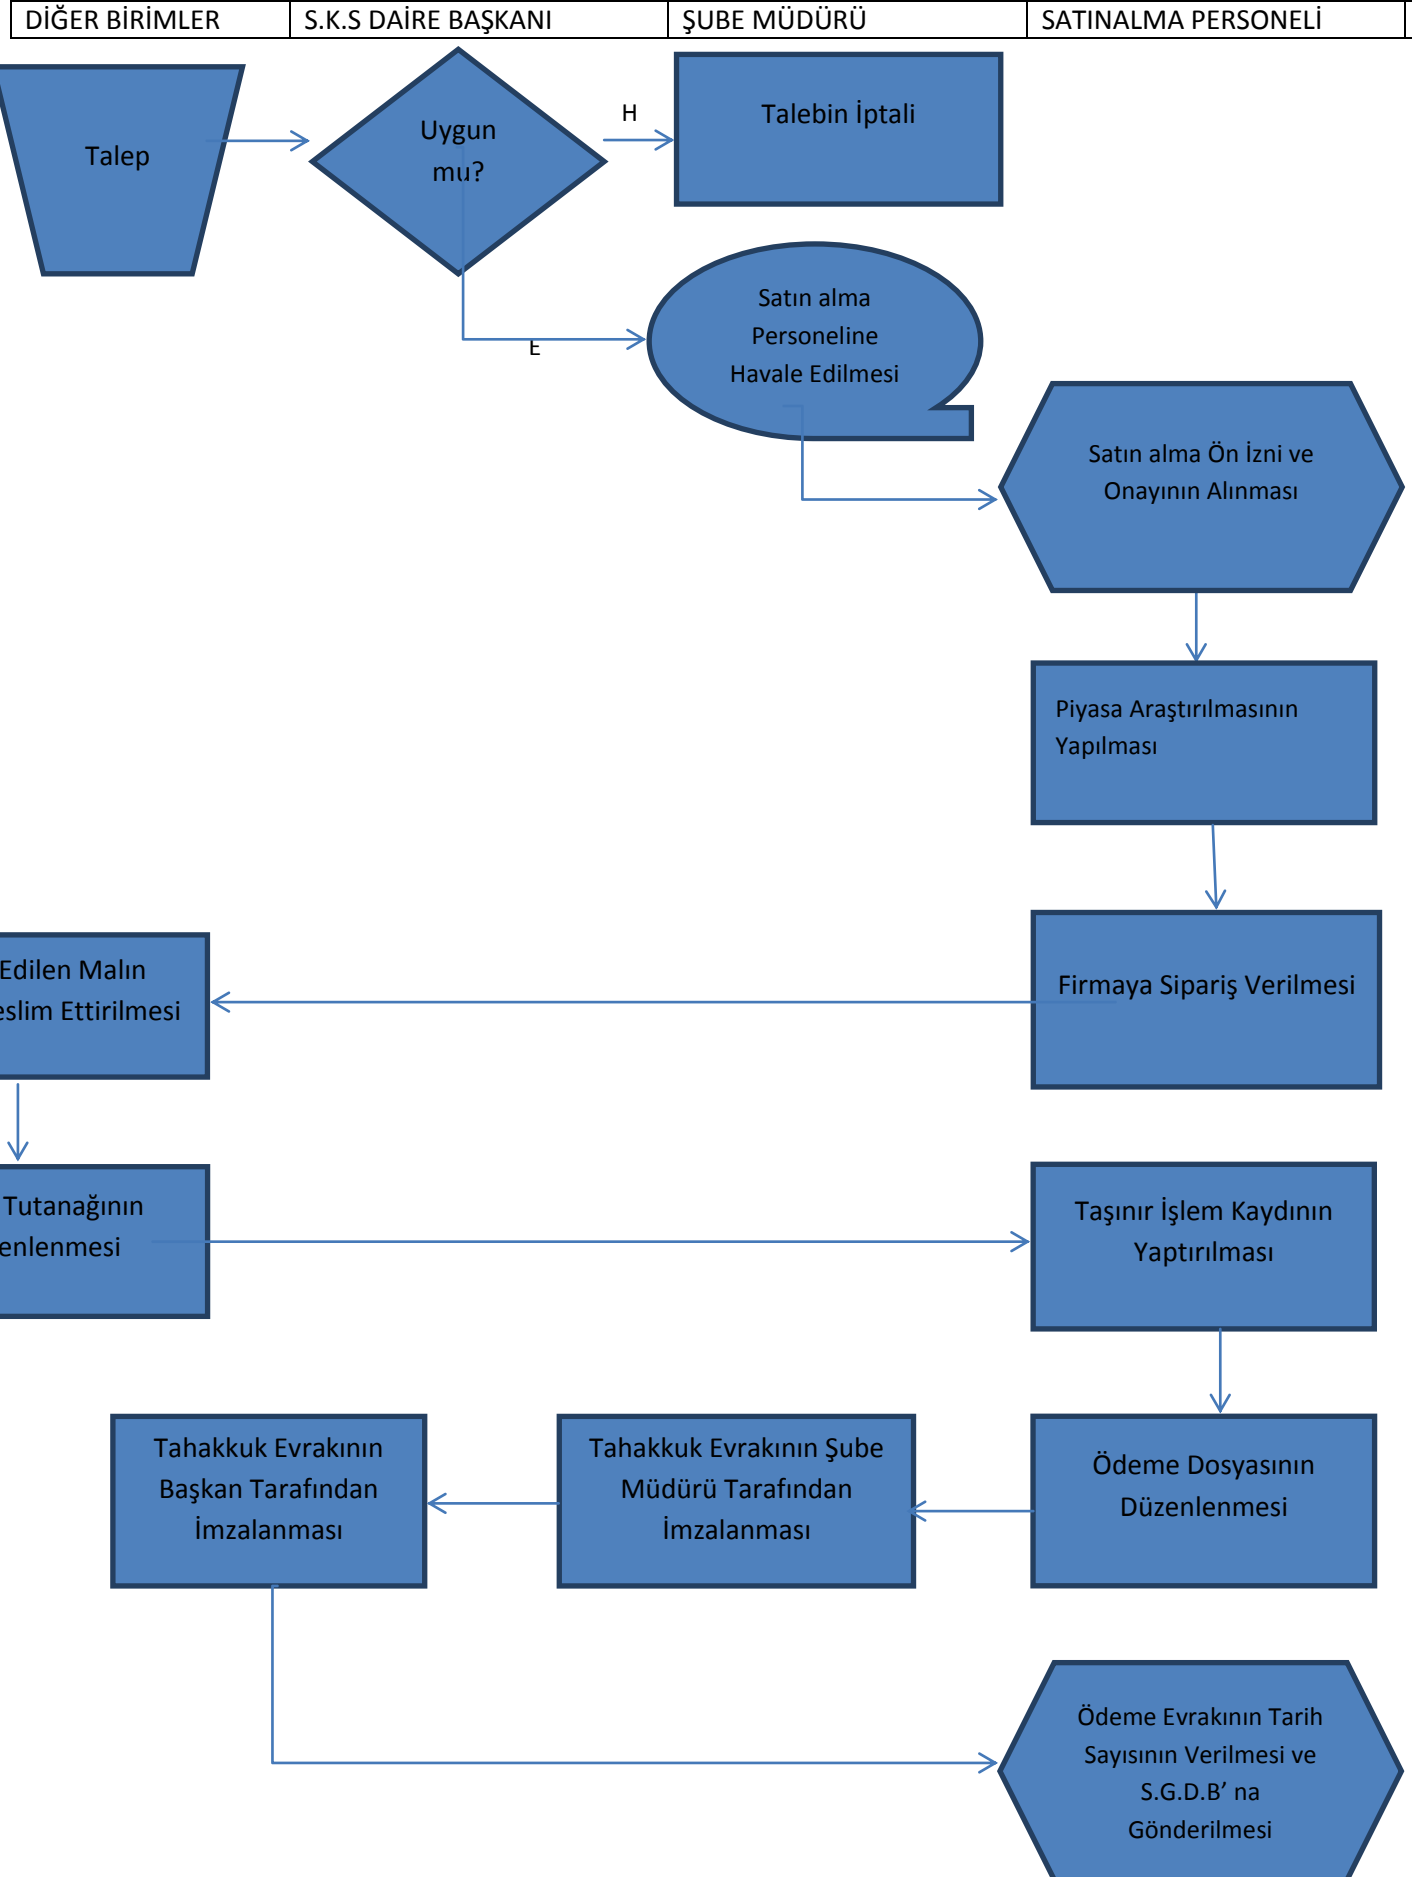 DİĞER BİRİMLER
S.K.S DAİRE BAŞKANI
ŞUBE MÜDÜRÜ
SATINALMA PERSONELİ
Talep
Uygun
mu?
H
Talebin İptali
E
Satın alma
Personeline
Havale Edilmesi
Satın alma Ön İzni ve
Onayının Alınması
Piyasa Araştırılmasının
Yapılması
Firmaya Sipariş Verilmesi
Edilen Malın
eslim Ettirilmesi
Tutanağının
enlenmesi
Taşınır İşlem Kaydının
Yaptırılması
Ödeme Dosyasının
Düzenlenmesi
Tahakkuk Evrakının Şube
Müdürü Tarafından
İmzalanması
Tahakkuk Evrakının
Başkan Tarafından
İmzalanması
Ödeme Evrakının Tarih
Sayısının Verilmesi ve
S.G.D.B’ na
Gönderilmesi